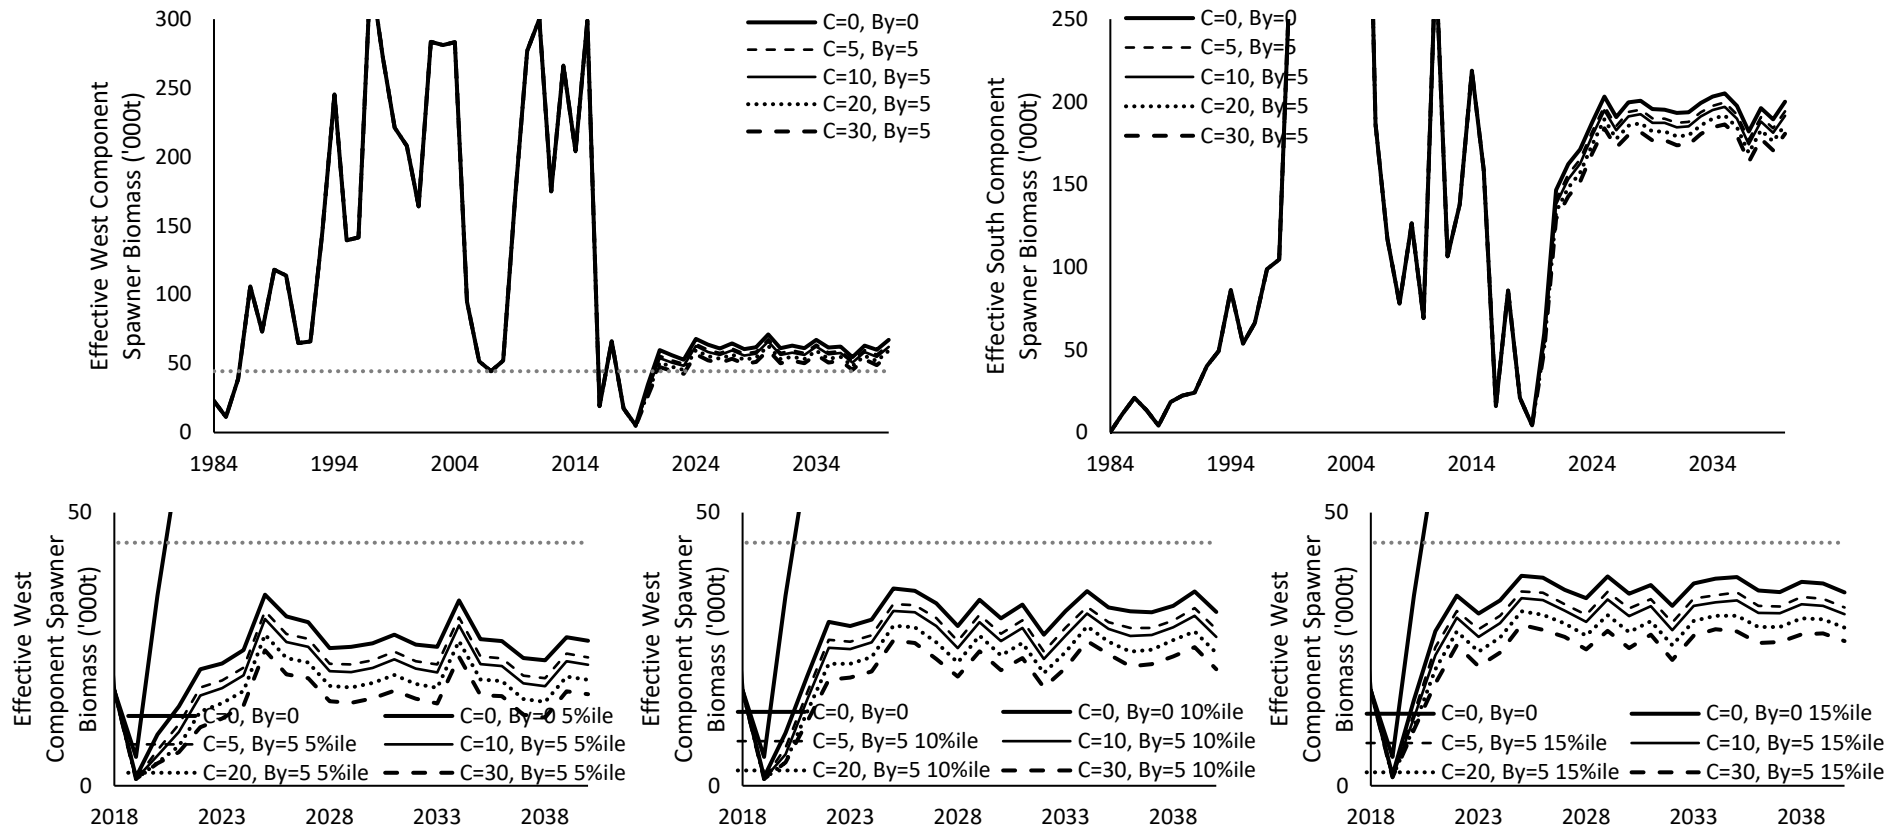 Effective West Component
Spawner Biomass ('000t)
300
250
200
150
100
50
0
1984
1994
2004
2014
2024
2034
C=0, By=0
C=5, By=5
C=10, By=5
C=20, By=5
C=30, By=5
Effective South Component
Spawner Biomass ('000t)
250
200
150
100
50
0
1984
1994
2004
2014
2024
2034
C=0, By=0
C=5, By=5
C=10, By=5
C=20, By=5
C=30, By=5
Effective West
Component Spawner
Biomass ('000t)
50
0
2018
2023
2028
2033
2038
C=0, By=0
C=0, By=0 5%ile
C=5, By=5 5%ile
C=10, By=5 5%ile
C=20, By=5 5%ile
C=30, By=5 5%ile
Effective West
Component Spawner
Biomass ('000t)
50
0
2018
2023
2028
2033
2038
C=0, By=0
C=0, By=0 10%ile
C=5, By=5 10%ile
C=10, By=5 10%ile
C=20, By=5 10%ile
C=30, By=5 10%ile
Effective West
Component Spawner
Biomass ('000t)
50
0
2018
2023
2028
2033
2038
C=0, By=0
C=0, By=0 15%ile
C=5, By=5 15%ile
C=10, By=5 15%ile
C=20, By=5 15%ile
C=30, By=5 15%ile